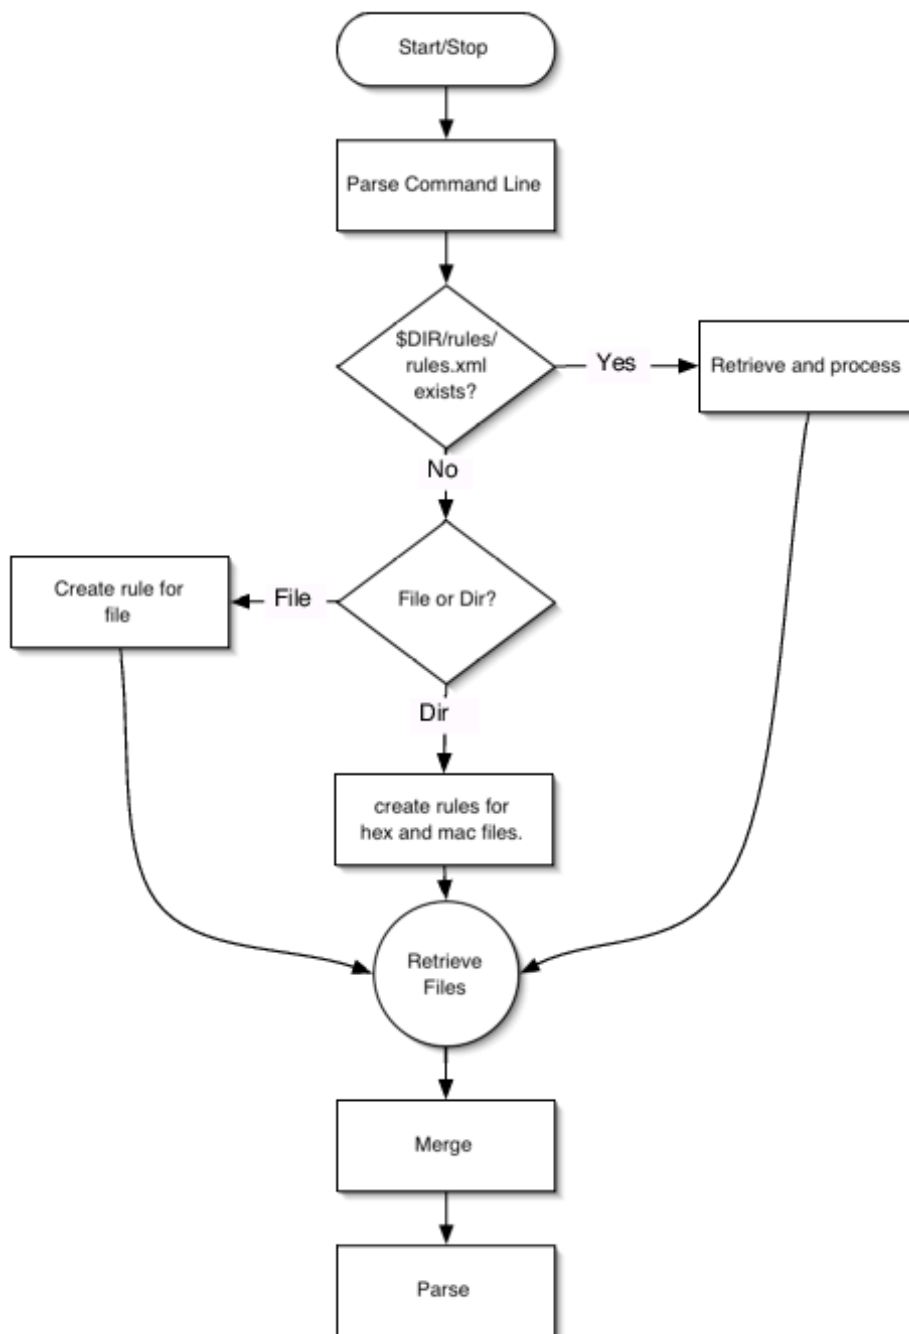 Start/Stop
Parse Command Line
$DIR/rules/
rules.xml
exists?
Yes
Retrieve and process
No
File or Dir?
File
Create rule for
file
Dir
create rules for
hex and mac files.
Retrieve
Files
Merge
Parse